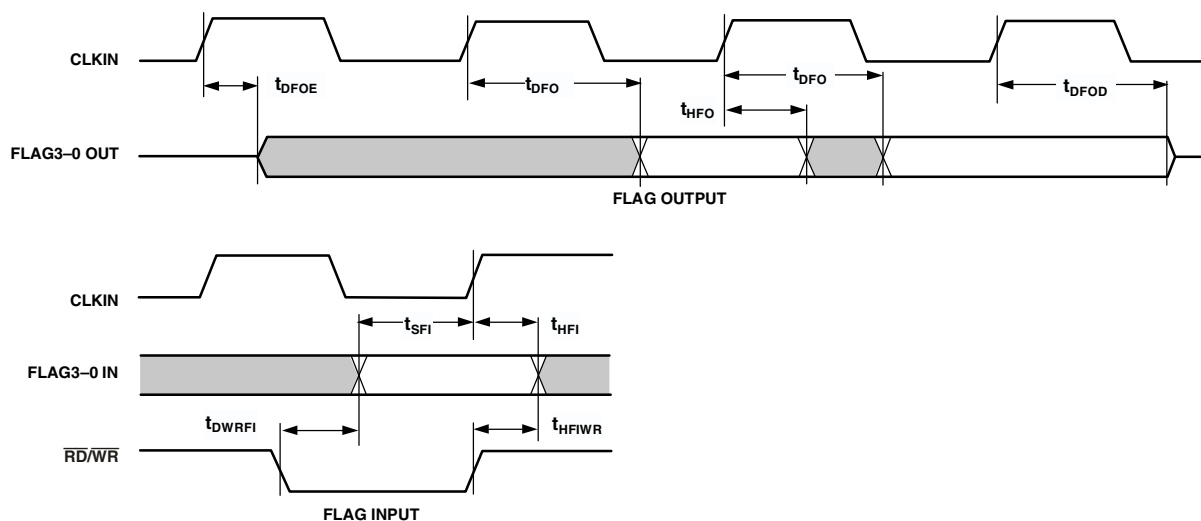 CLKIN
tDFOE
tDFO
tDFO
tHFO
tDFOD
FLAG3–0 OUT
FLAG OUTPUT
CLKIN
tSFI
tHFI
FLAG3–0 IN
tDWRFI
tHFIWR
RD/WR
FLAG INPUT